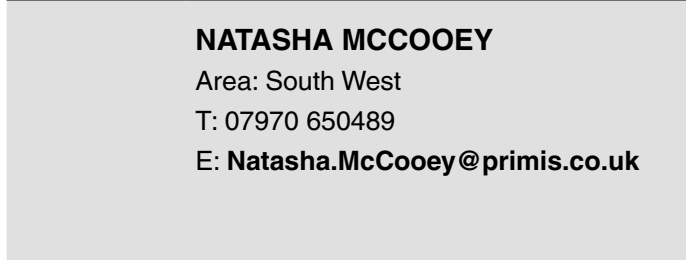 NATASHA MCCOOEY
Area: South West
T: 07970 650489
E: Natasha.McCooey@primis.co.uk